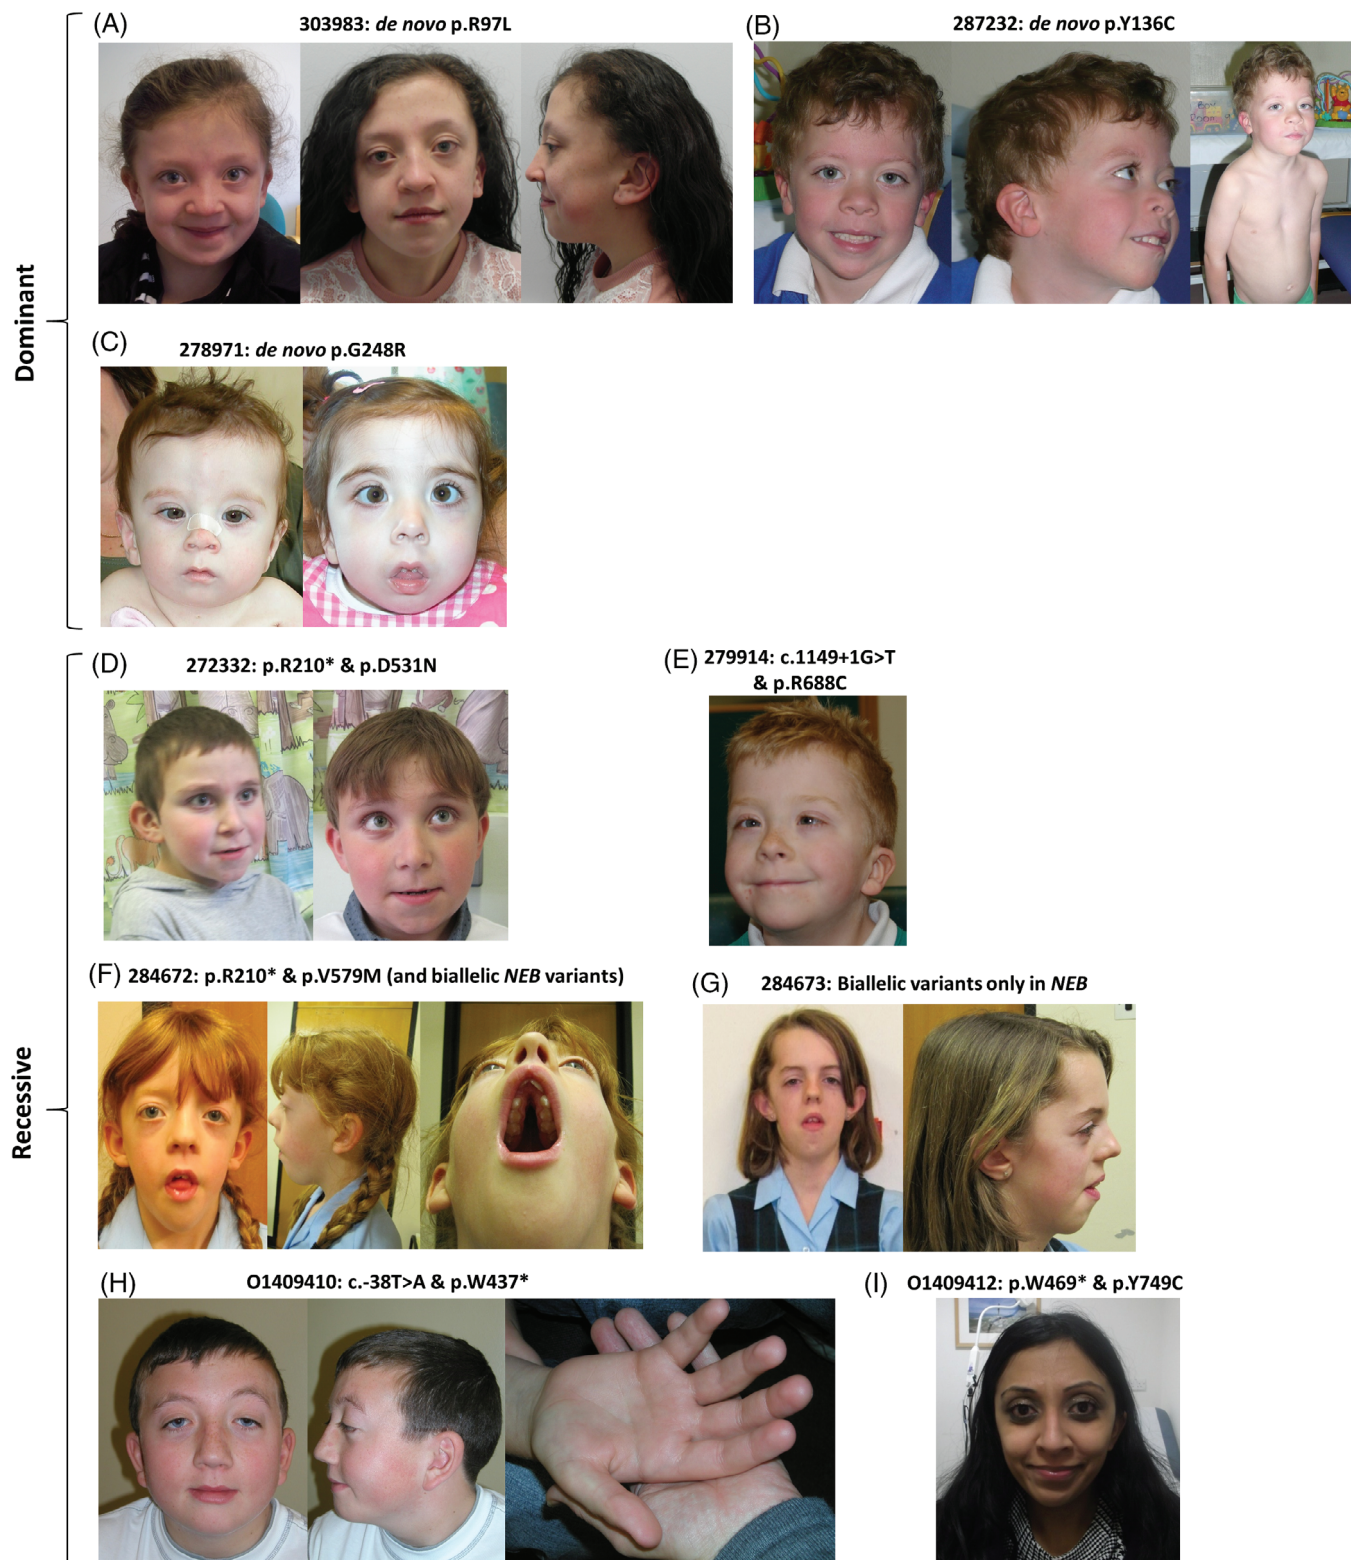 (A) 303983: de novo p.R97L
(B) 287232: de novo p.Y136C
Dominant
(C) 278971: de novo p.G248R
(D) 272332: p.R210* & p.D531N
(E) 279914: c.1149+1G>T
& p.R688C
(F) 284672: p.R210* & p.V579M (and biallelic NEB variants)
(G) 284673: Biallelic variants only in NEB
Recessive
(H) O1409410: c.-38T>A & p.W437*
(I) O1409412: p.W469* & p.Y749C